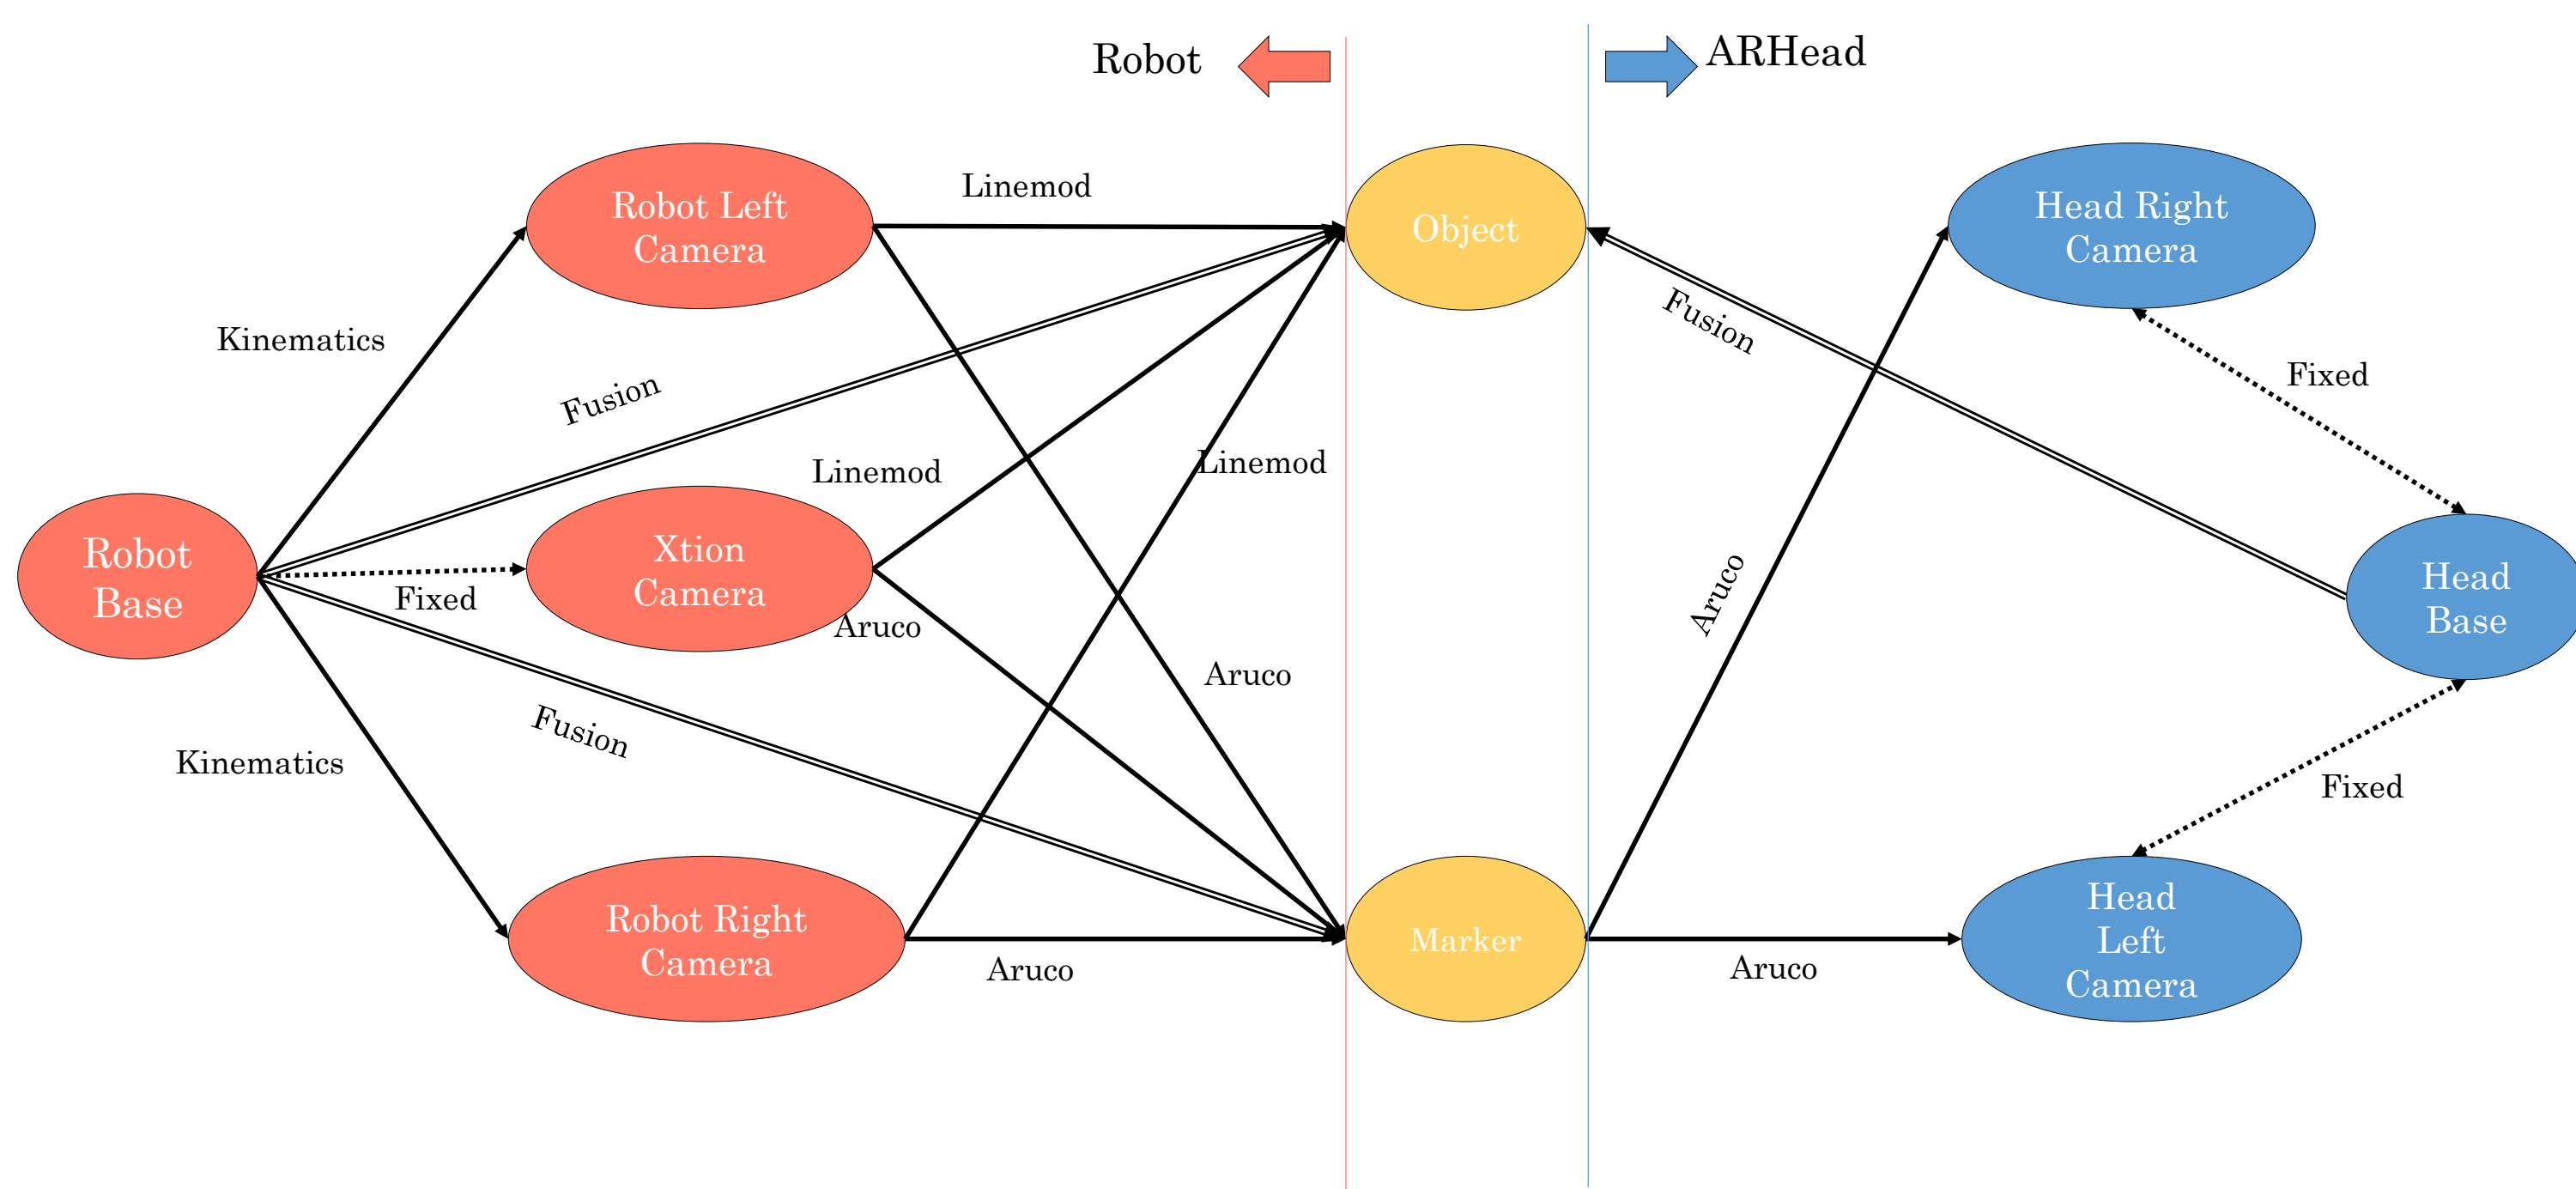 Robot
ARHead
Robot Left
Camera
Linemod
Object
Head Right
Camera
Kinematics
Fusion
Fusion
Fixed
Linemod
Linemod
Robot
Base
Xtion
Camera
Fixed
Aruco
Aruco
Head
Base
Aruco
Fusion
Kinematics
Fixed
Robot Right
Camera
Aruco
Marker
Aruco
Head
Left
Camera